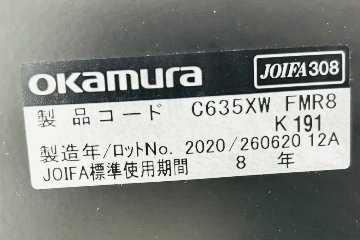 okamura JOIFA308
製品コード C635XW FMR8
K191
製造年/ロットNo. 2020/260620 12A
JOIFA標準使用期間 8 年